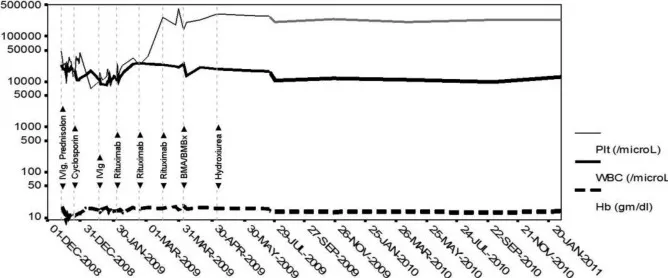 500000
100000
50000
10000
5000
1000
500
100
50
10
IVIg, Prednisolon
Cyclosporin
IVIg
Rituximab
Rituximab
Rituximab
BMA/BMBx
Hydroxiurea
Plt (/microL)
WBC (/microL
Hb (gm/dl)
01-DEC-2008
31-DEC-2008
30-JAN-2009
01-MAR-2009
31-MAR-2009
30-APR-2009
30-MAY-2009
29-JUL-2009
27-SEP-2009
26-NOV-2009
25-JAN-2010
26-MAR-2010
25-MAY-2010
24-JUL-2010
22-SEP-2010
21-NOV-2010
20-JAN-2011